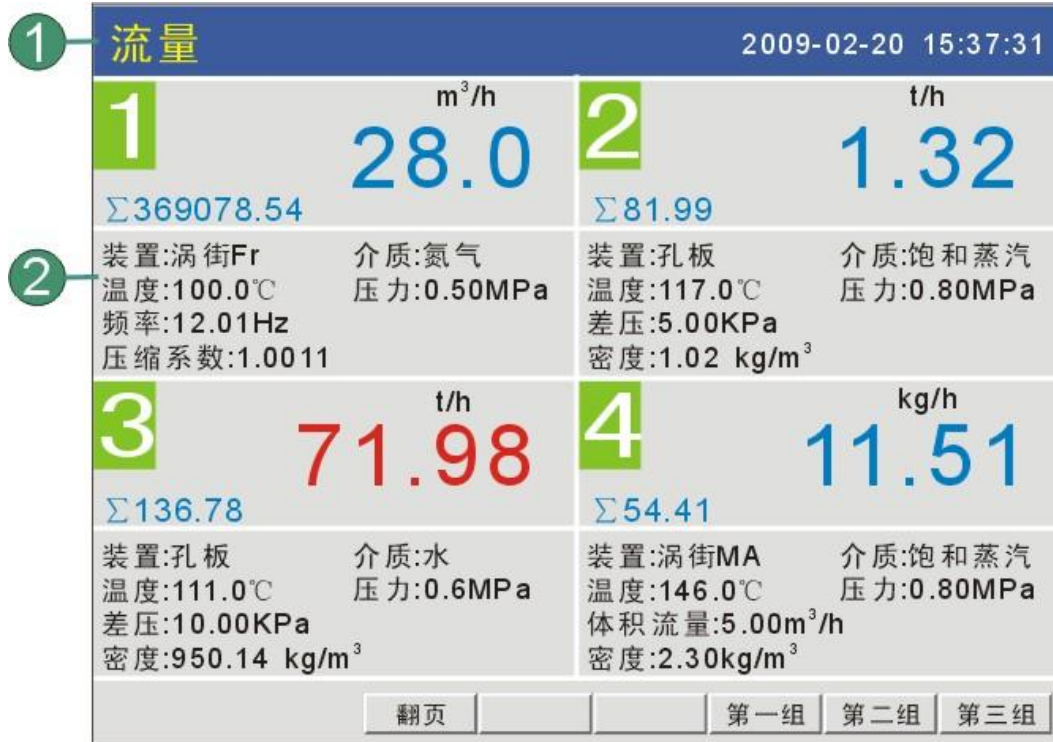 1 流量 2009-02-20 15:37:31
1 m³/h
28.0
∑369078.54
2 t/h
1.32
∑81.99
2
装置:涡街Fr 介质:氮气
温度:100.0℃ 压力:0.50MPa
频率:12.01Hz
压缩系数:1.0011
装置:孔板 介质:饱和蒸汽
温度:117.0℃ 压力:0.80MPa
差压:5.00KPa
密度:1.02 kg/m³
3 t/h
71.98
∑136.78
4 kg/h
11.51
∑54.41
装置:孔板 介质:水
温度:111.0℃ 压力:0.6MPa
差压:10.00KPa
密度:950.14 kg/m³
装置:涡街MA 介质:饱和蒸汽
温度:146.0℃ 压力:0.80MPa
体积流量:5.00m³/h
密度:2.30kg/m³
翻页 第一组 第二组 第三组